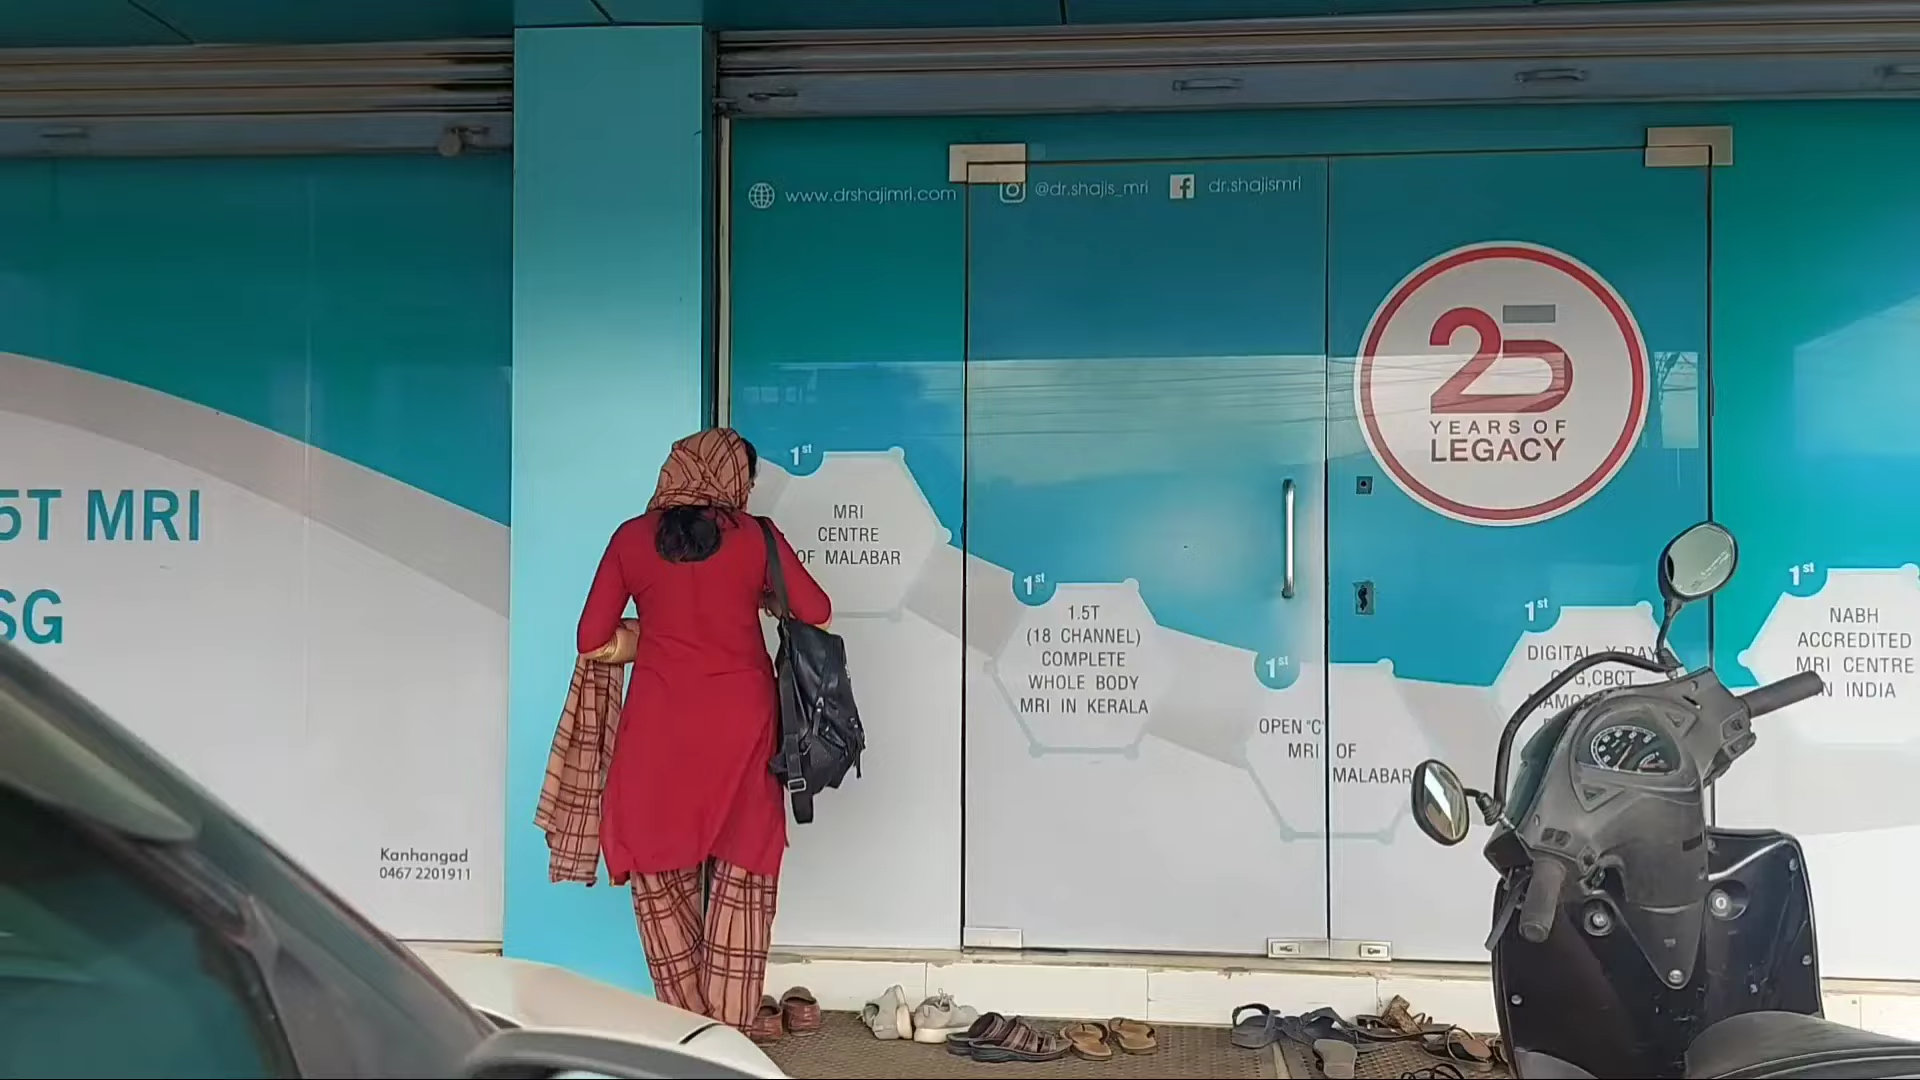 www.drshajimri.com
@dr.shajis_mri
dr.shajismri
25
YEARS OF
LEGACY
5T MRI
SG
Kanhangad
0467 2201911
1st
MRI
CENTRE
OF MALABAR
1st
1.5T
(18 CHANNEL)
COMPLETE
WHOLE BODY
MRI IN KERALA
1st
OPEN "C"
MRI OF
MALABAR
1st
DIGITAL X-RAY
CBCT
1st
NABH
ACCREDITED
MRI CENTRE
IN INDIA